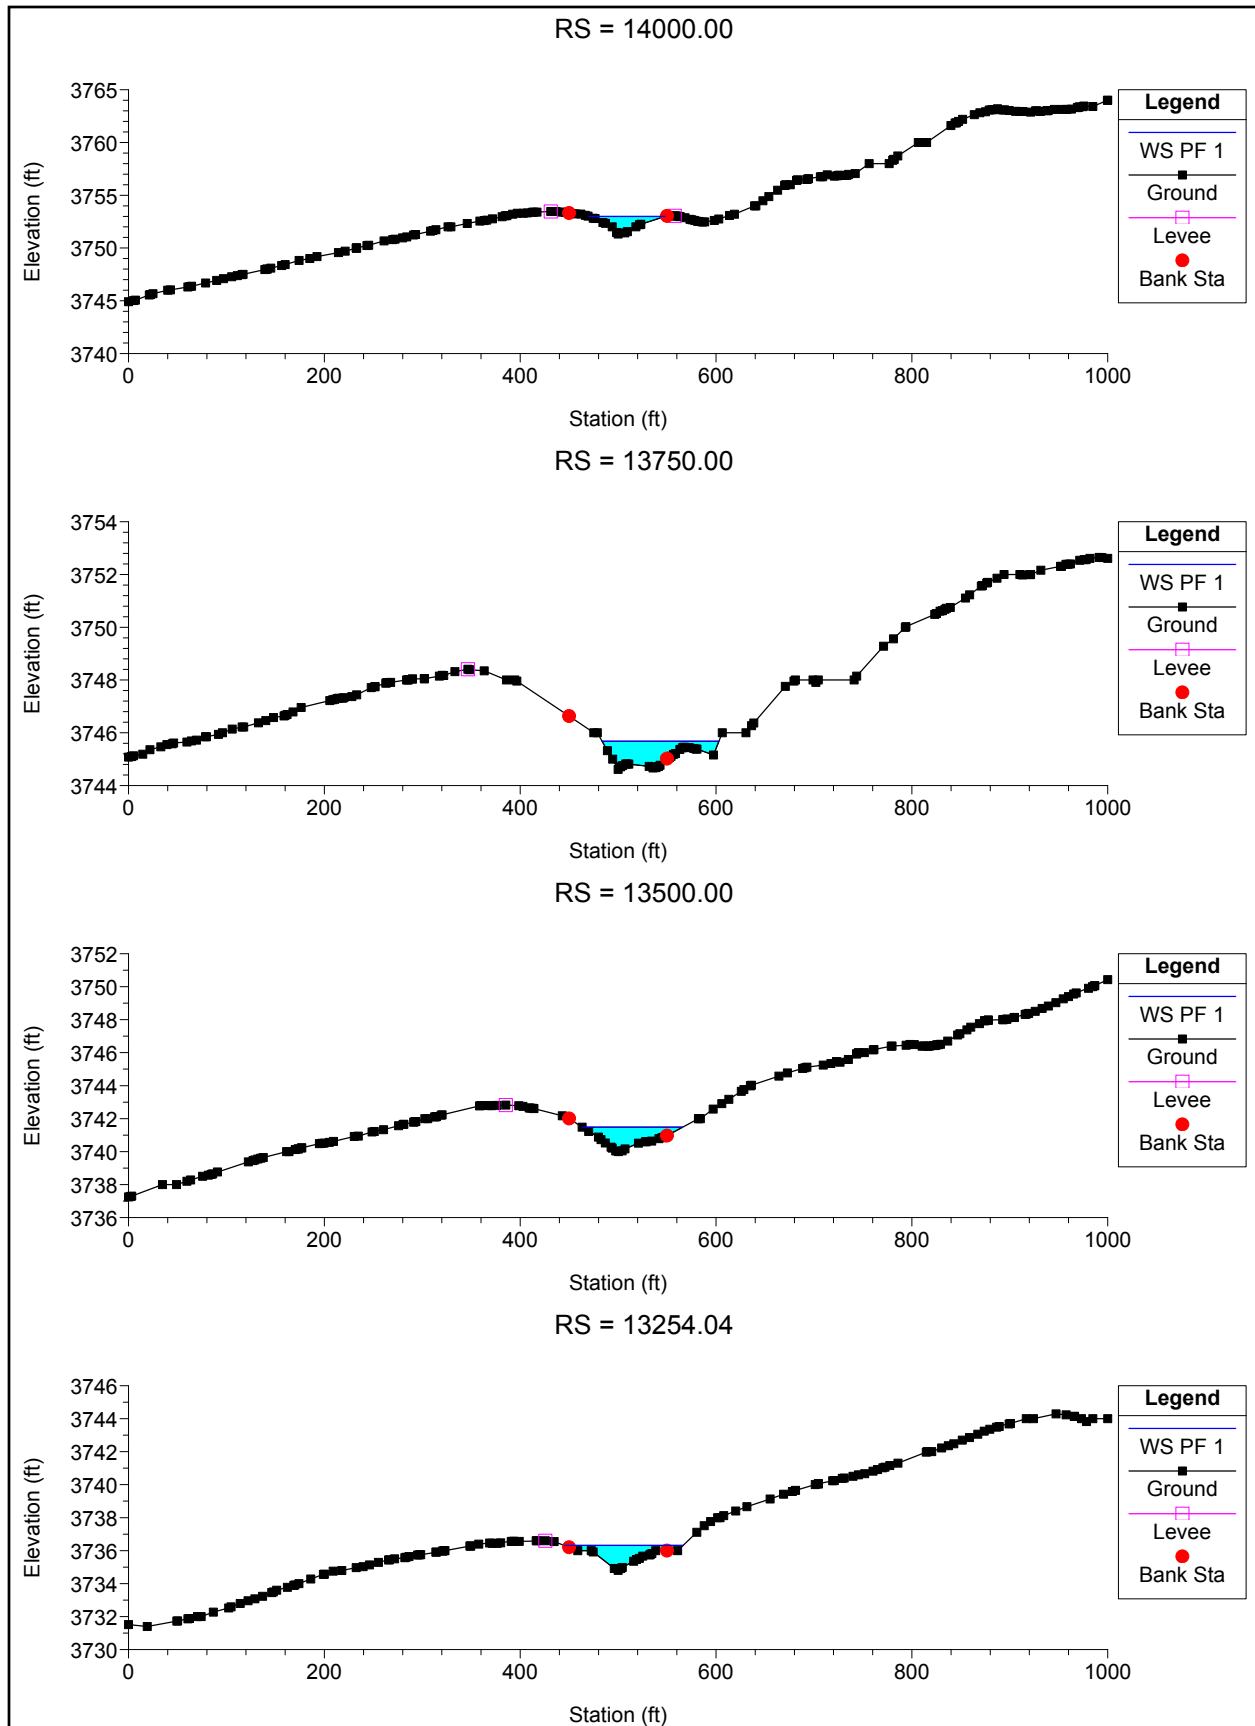 RS = 14000.00
3765
3760
3755
3750
3745
3740
Elevation (ft)
0 200 400 600 800 1000
Station (ft)
Legend
WS PF 1
Ground
Levee
Bank Sta
RS = 13750.00
3754
3752
3750
3748
3746
3744
Elevation (ft)
0 200 400 600 800 1000
Station (ft)
Legend
WS PF 1
Ground
Levee
Bank Sta
RS = 13500.00
3752
3750
3748
3746
3744
3742
3740
3738
3736
Elevation (ft)
0 200 400 600 800 1000
Station (ft)
Legend
WS PF 1
Ground
Levee
Bank Sta
RS = 13254.04
3746
3744
3742
3740
3738
3736
3734
3732
3730
Elevation (ft)
0 200 400 600 800 1000
Station (ft)
Legend
WS PF 1
Ground
Levee
Bank Sta